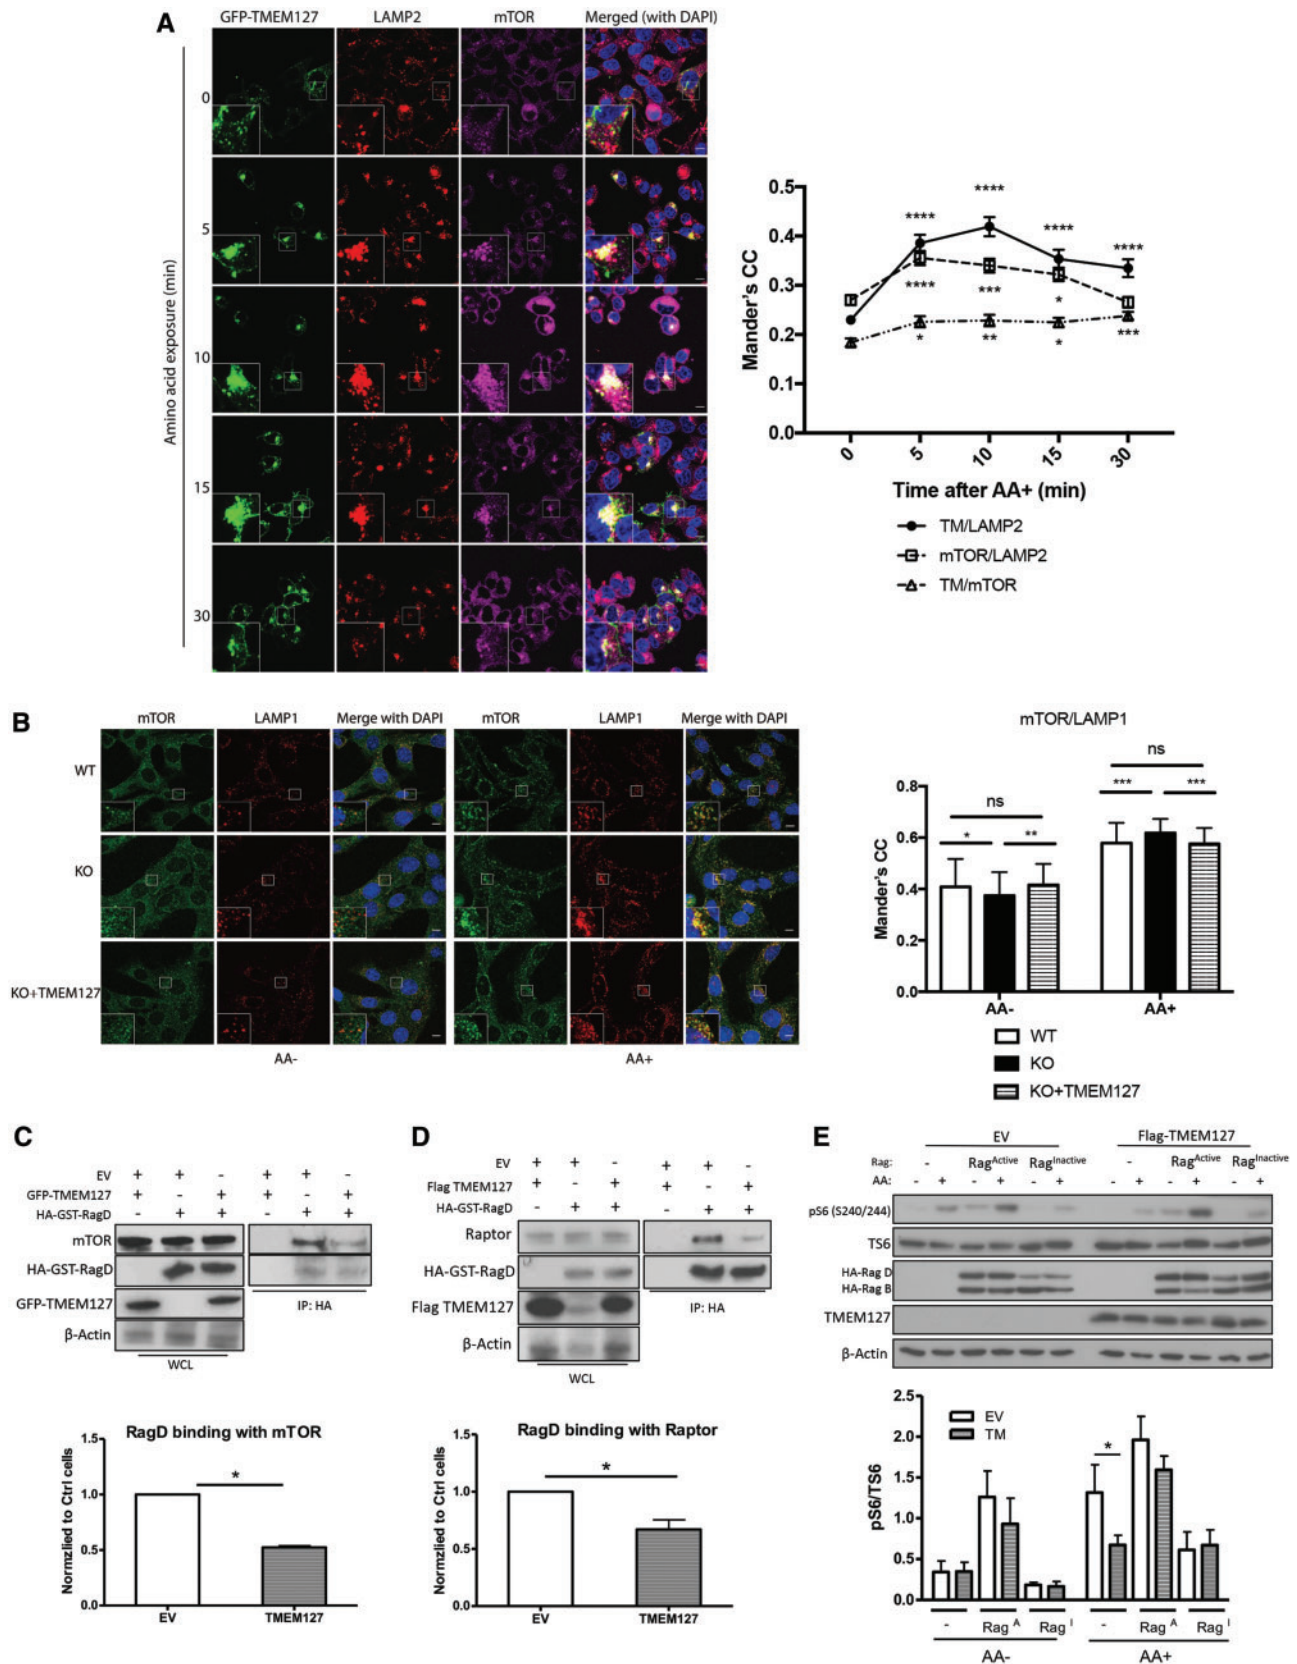 A
GFP-TMEM127 LAMP2 mTOR Merged (with DAPI)
Amino acid exposure (min)
0
5
10
15
30
Mander's CC
0.5
0.4
0.3
0.2
0.1
0.0
**** **** **** ****
**** *** *
* ** * ***
0 5 10 15 30
Time after AA+ (min)
TM/LAMP2
mTOR/LAMP2
TM/mTOR
B
mTOR LAMP1 Merge with DAPI mTOR LAMP1 Merge with DAPI
WT
KO
KO+TMEM127
AA- AA+
mTOR/LAMP1
Mander's CC
0.8
0.6
0.4
0.2
0.0
ns
* **
ns
*** ***
AA- AA+
WT
KO
KO+TMEM127
C
EV + + - + + -
GFP-TMEM127 + - + + - +
HA-GST-RagD - + + - + +
mTOR
HA-GST-RagD
GFP-TMEM127
β-Actin
WCL
IP: HA
RagD binding with mTOR
Normzlied to Ctrl cells
1.5
1.0
0.5
0.0
*
EV TMEM127
D
EV + + - + + -
Flag TMEM127 + - + + - +
HA-GST-RagD - + + - + +
Raptor
HA-GST-RagD
Flag TMEM127
β-Actin
WCL
IP: HA
RagD binding with Raptor
Normzlied to Ctrl cells
1.5
1.0
0.5
0.0
*
EV TMEM127
E
EV Flag-TMEM127
Rag: - RagActive RagInactive - RagActive RagInactive
AA: - + - + - + - + - + - +
pS6 (S240/244)
TS6
HA-Rag D
HA-Rag B
TMEM127
β-Actin
pS6/TS6
2.5
2.0
1.5
1.0
0.5
0.0
EV
TM
*
- Rag A Rag I - Rag A Rag I
AA- AA+